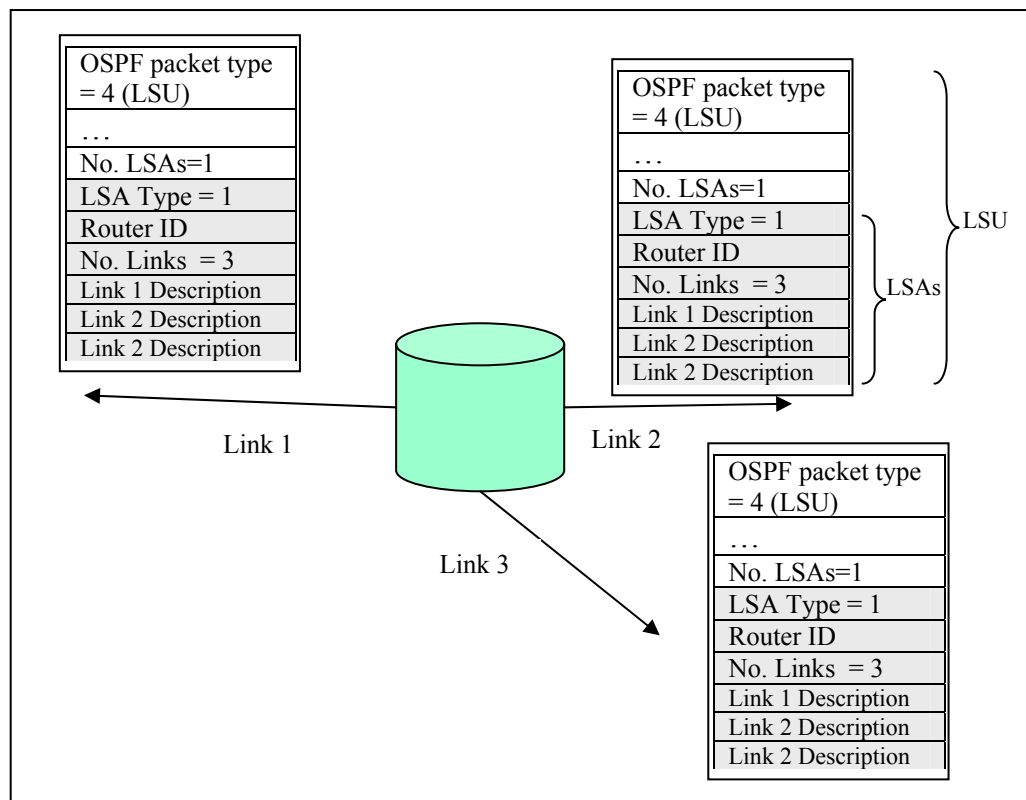 OSPF packet type
= 4 (LSU)
…
No. LSAs=1
LSA Type = 1
Router ID
No. Links  = 3
Link 1 Description
Link 2 Description
Link 2 Description
OSPF packet type
= 4 (LSU)
…
No. LSAs=1
LSA Type = 1
Router ID
No. Links  = 3
Link 1 Description
Link 2 Description
Link 2 Description
LSAs
LSU
Link 1
Link 2
Link 3
OSPF packet type
= 4 (LSU)
…
No. LSAs=1
LSA Type = 1
Router ID
No. Links  = 3
Link 1 Description
Link 2 Description
Link 2 Description